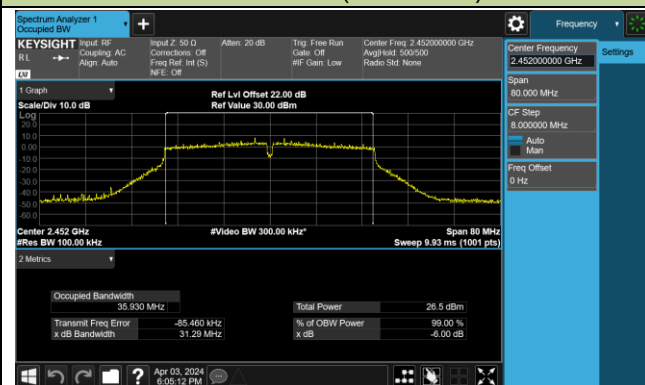 Spectrum Analyzer 1
Occupied BW
+
Frequency
KEYSIGHT
RL
LXI
Input: RF
Coupling: AC
Align: Auto
Input Z: 50 Ω
Corrections: Off
Freq Ref: Int (S)
NFE: Off
Atten: 20 dB
Trig: Free Run
Gate: Off
#IF Gain: Low
Center Freq: 2.452000000 GHz
Avg|Hold: 500/500
Radio Std: None
Center Frequency
2.452000000 GHz
Settings
Span
80.000 MHz
CF Step
8.000000 MHz
Auto
Man
Freq Offset
0 Hz
1 Graph
Scale/Div 10.0 dB
Ref Lvl Offset 22.00 dB
Ref Value 30.00 dBm
Log
20.0
10.0
0.00
-10.0
-20.0
-30.0
-40.0
-50.0
-60.0
Center 2.452 GHz
#Res BW 100.00 kHz
#Video BW 300.00 kHz*
Span 80 MHz
Sweep 9.93 ms (1001 pts)
2 Metrics
Occupied Bandwidth
35.930 MHz
Total Power 26.5 dBm
Transmit Freq Error -85.460 kHz
% of OBW Power 99.00 %
x dB Bandwidth 31.29 MHz
x dB -6.00 dB
?
Apr 03, 2024
6:05:12 PM